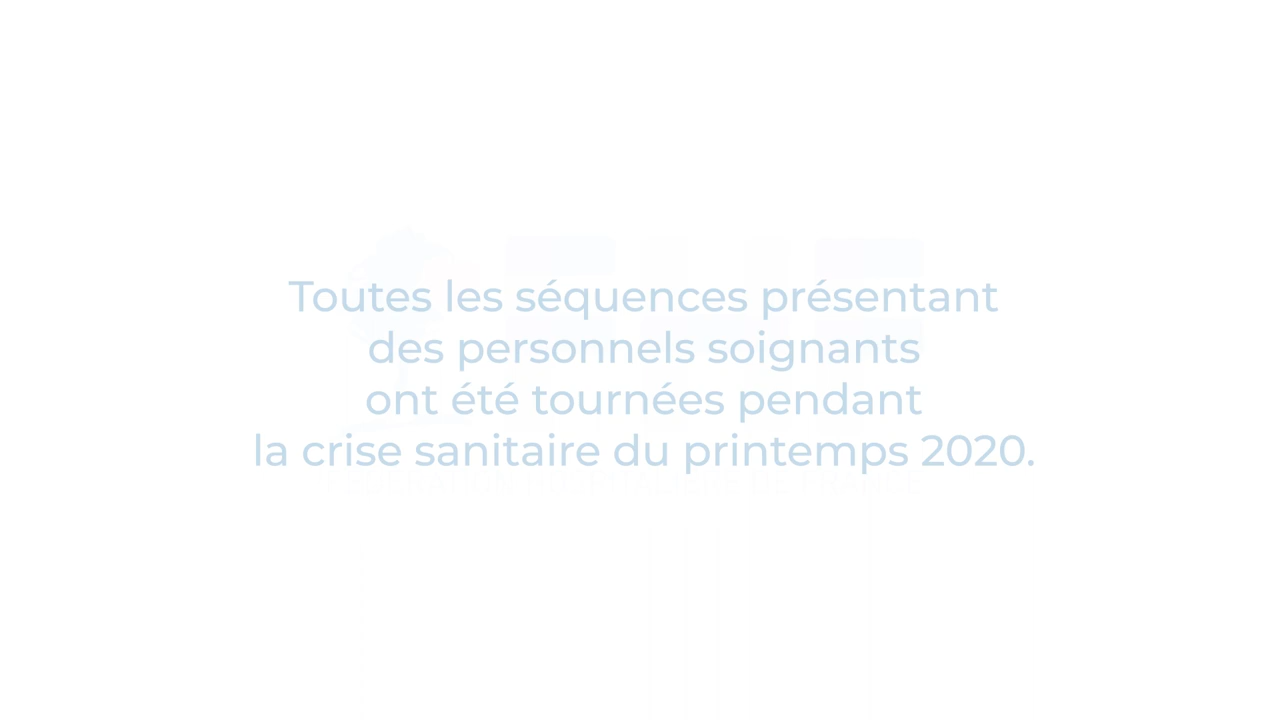 Toutes les séquences présentant
des personnels soignants
ont été tournées pendant
la crise sanitaire du printemps 2020.